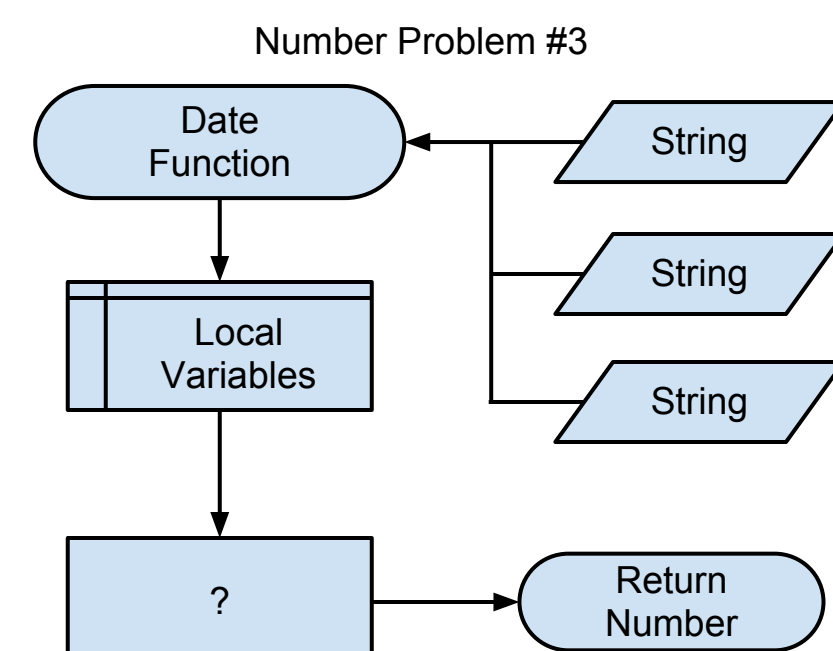 Number Problem #3
Date
Function
String
String
Local
Variables
String
?
Return
Number